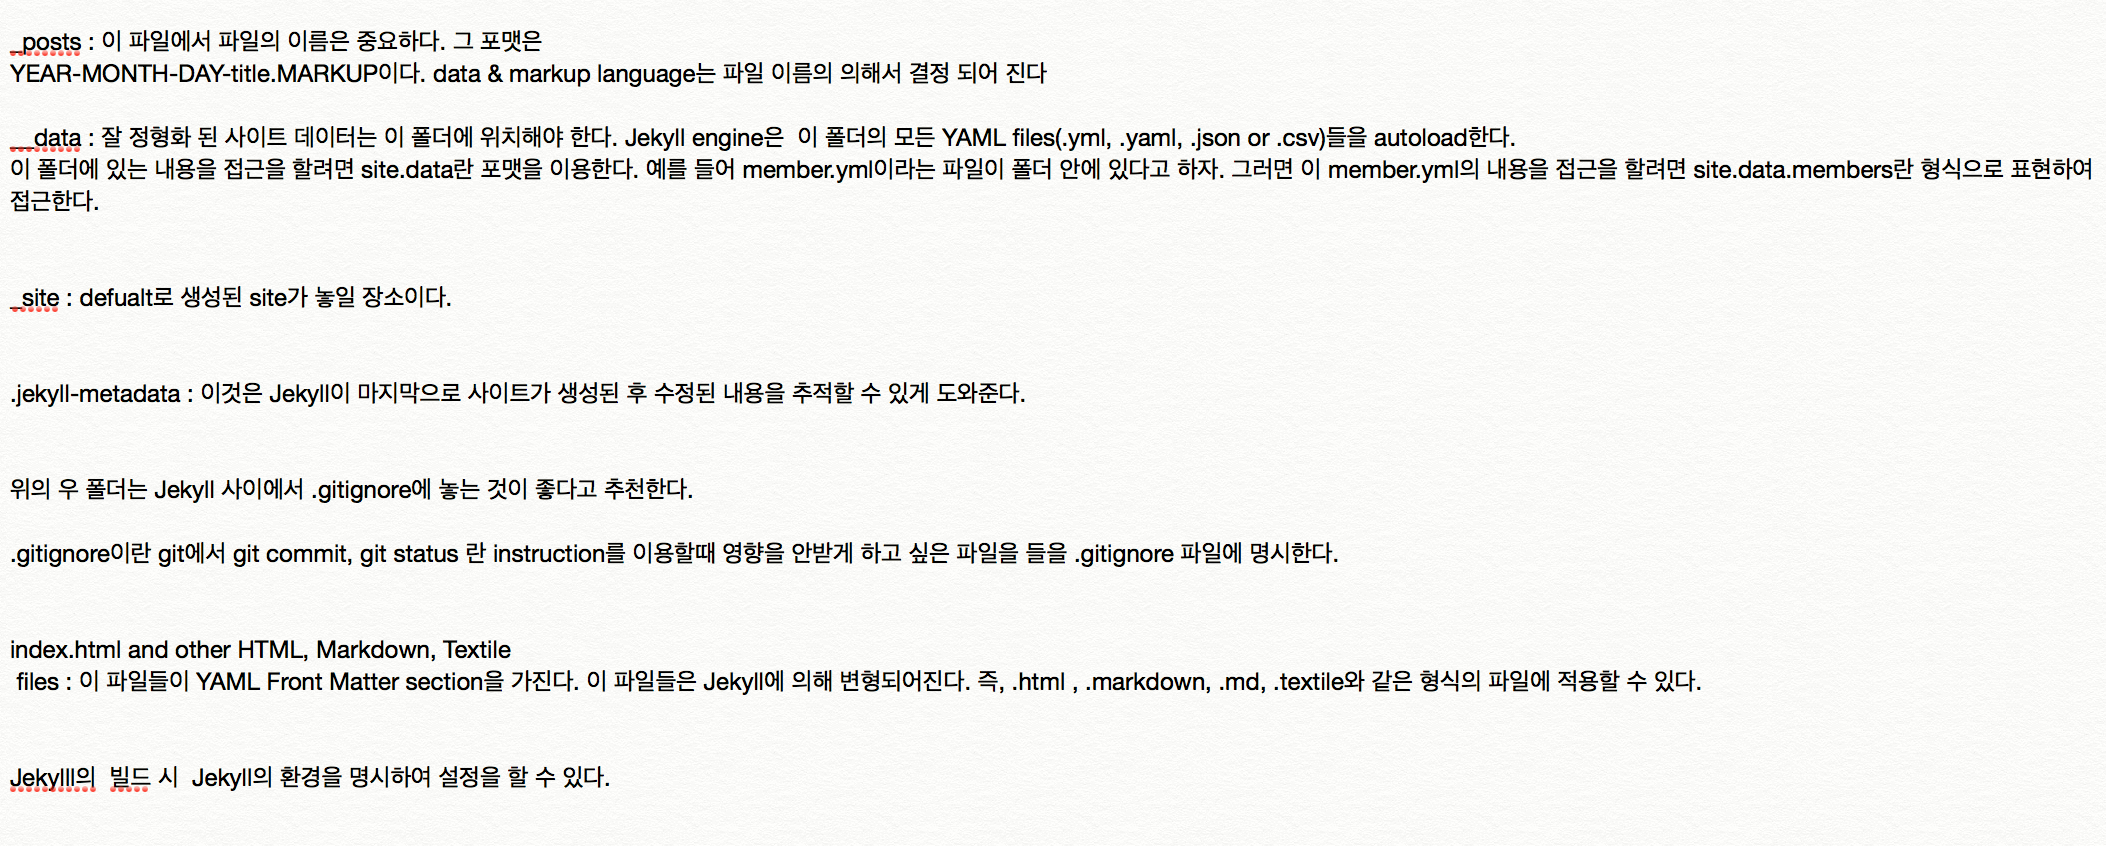 _posts : 이 파일에서 파일의 이름은 중요하다. 그 포맷은
YEAR-MONTH-DAY-title.MARKUP이다. data & markup language는 파일 이름의 의해서 결정 되어 진다
__data : 잘 정형화 된 사이트 데이터는 이 폴더에 위치해야 한다. Jekyll engine은  이 폴더의 모든 YAML files(.yml, .yaml, .json or .csv)들을 autoload한다.
이 폴더에 있는 내용을 접근을 할려면 site.data란 포맷을 이용한다. 예를 들어 member.yml이라는 파일이 폴더 안에 있다고 하자. 그러면 이 member.yml의 내용을 접근을 할려면 site.data.members란 형식으로 표현하여
접근한다.
_site : defualt로 생성된 site가 놓일 장소이다.
.jekyll-metadata : 이것은 Jekyll이 마지막으로 사이트가 생성된 후 수정된 내용을 추적할 수 있게 도와준다.
위의 우 폴더는 Jekyll 사이에서 .gitignore에 놓는 것이 좋다고 추천한다.
.gitignore이란 git에서 git commit, git status 란 instruction를 이용할때 영향을 안받게 하고 싶은 파일을 들을 .gitignore 파일에 명시한다.
index.html and other HTML, Markdown, Textile
files : 이 파일들이 YAML Front Matter section을 가진다. 이 파일들은 Jekyll에 의해 변형되어진다. 즉, .html , .markdown, .md, .textile와 같은 형식의 파일에 적용할 수 있다.
Jekylll의  빌드 시  Jekyll의 환경을 명시하여 설정을 할 수 있다.